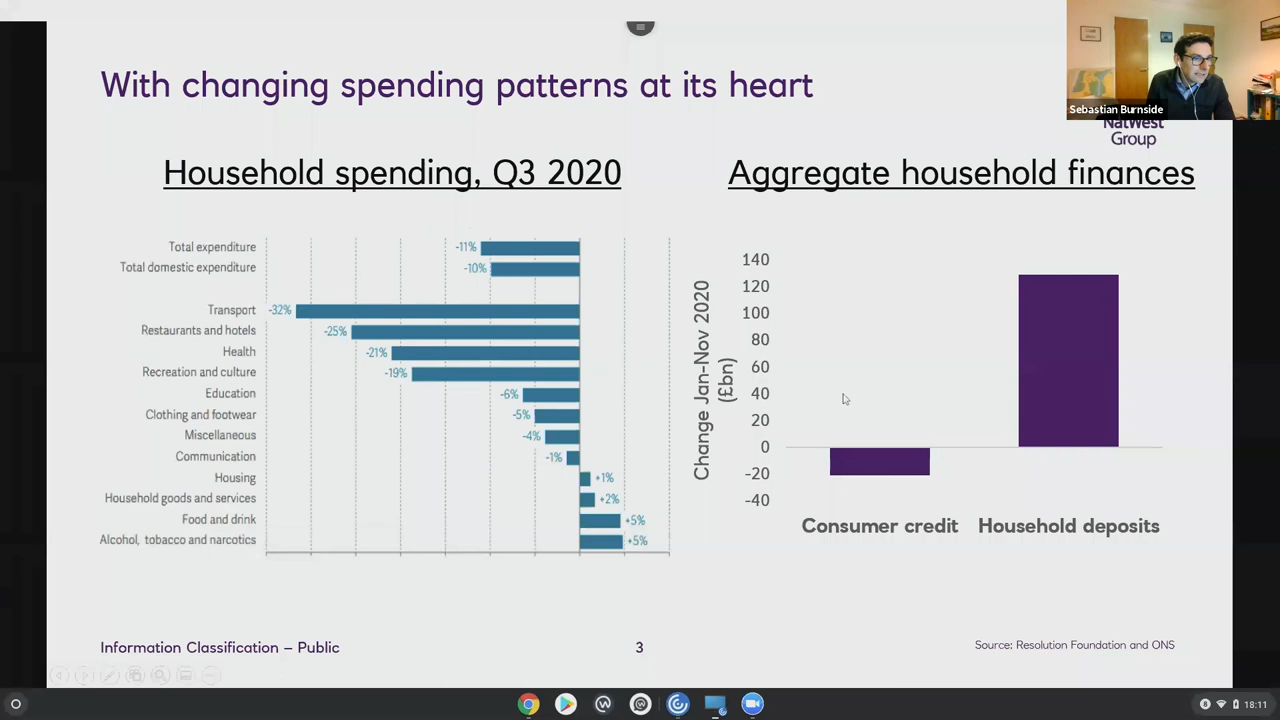 With changing spending patterns at its heart
Sebastian Burnside
NatWest
Group
Household spending, Q3 2020
Total expenditure -11%
Total domestic expenditure -10%
Transport -32%
Restaurants and hotels -25%
Health -21%
Recreation and culture -19%
Education -6%
Clothing and footwear -5%
Miscellaneous -4%
Communication -1%
Housing +1%
Household goods and services +2%
Food and drink +5%
Alcohol, tobacco and narcotics +5%
Aggregate household finances
Change Jan-Nov 2020
(£bn)
140
120
100
80
60
40
20
0
-20
-40
Consumer credit Household deposits
Information Classification – Public
3
Source: Resolution Foundation and ONS
18:11